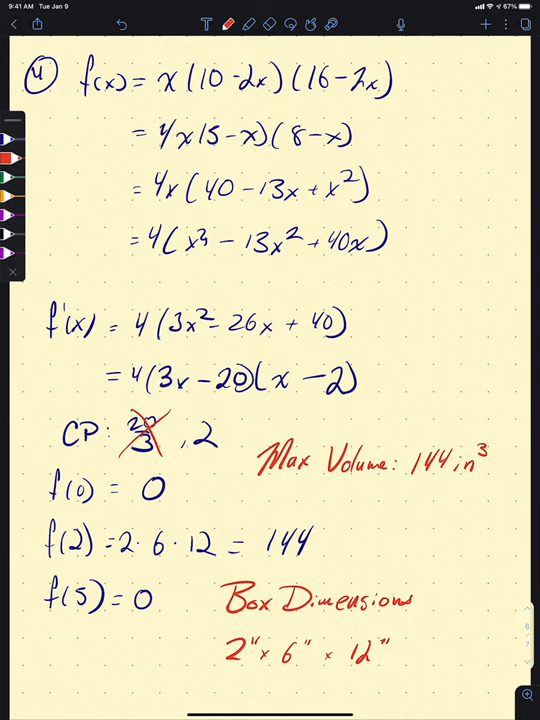 9:41 AM Tue Jan 9
67%
4 f(x) = x(10-2x)(16-2x)
= 4x(5-x)(8-x)
= 4x(40-13x+x²)
= 4(x³-13x²+40x)
f'(x) = 4(3x²-26x+40)
= 4(3x-20)(x-2)
CP: 20/3, 2
Max Volume: 144 in³
f(0) = 0
f(2) = 2·6·12 = 144
f(5) = 0
Box Dimensions
2" × 6" × 12"
6/7